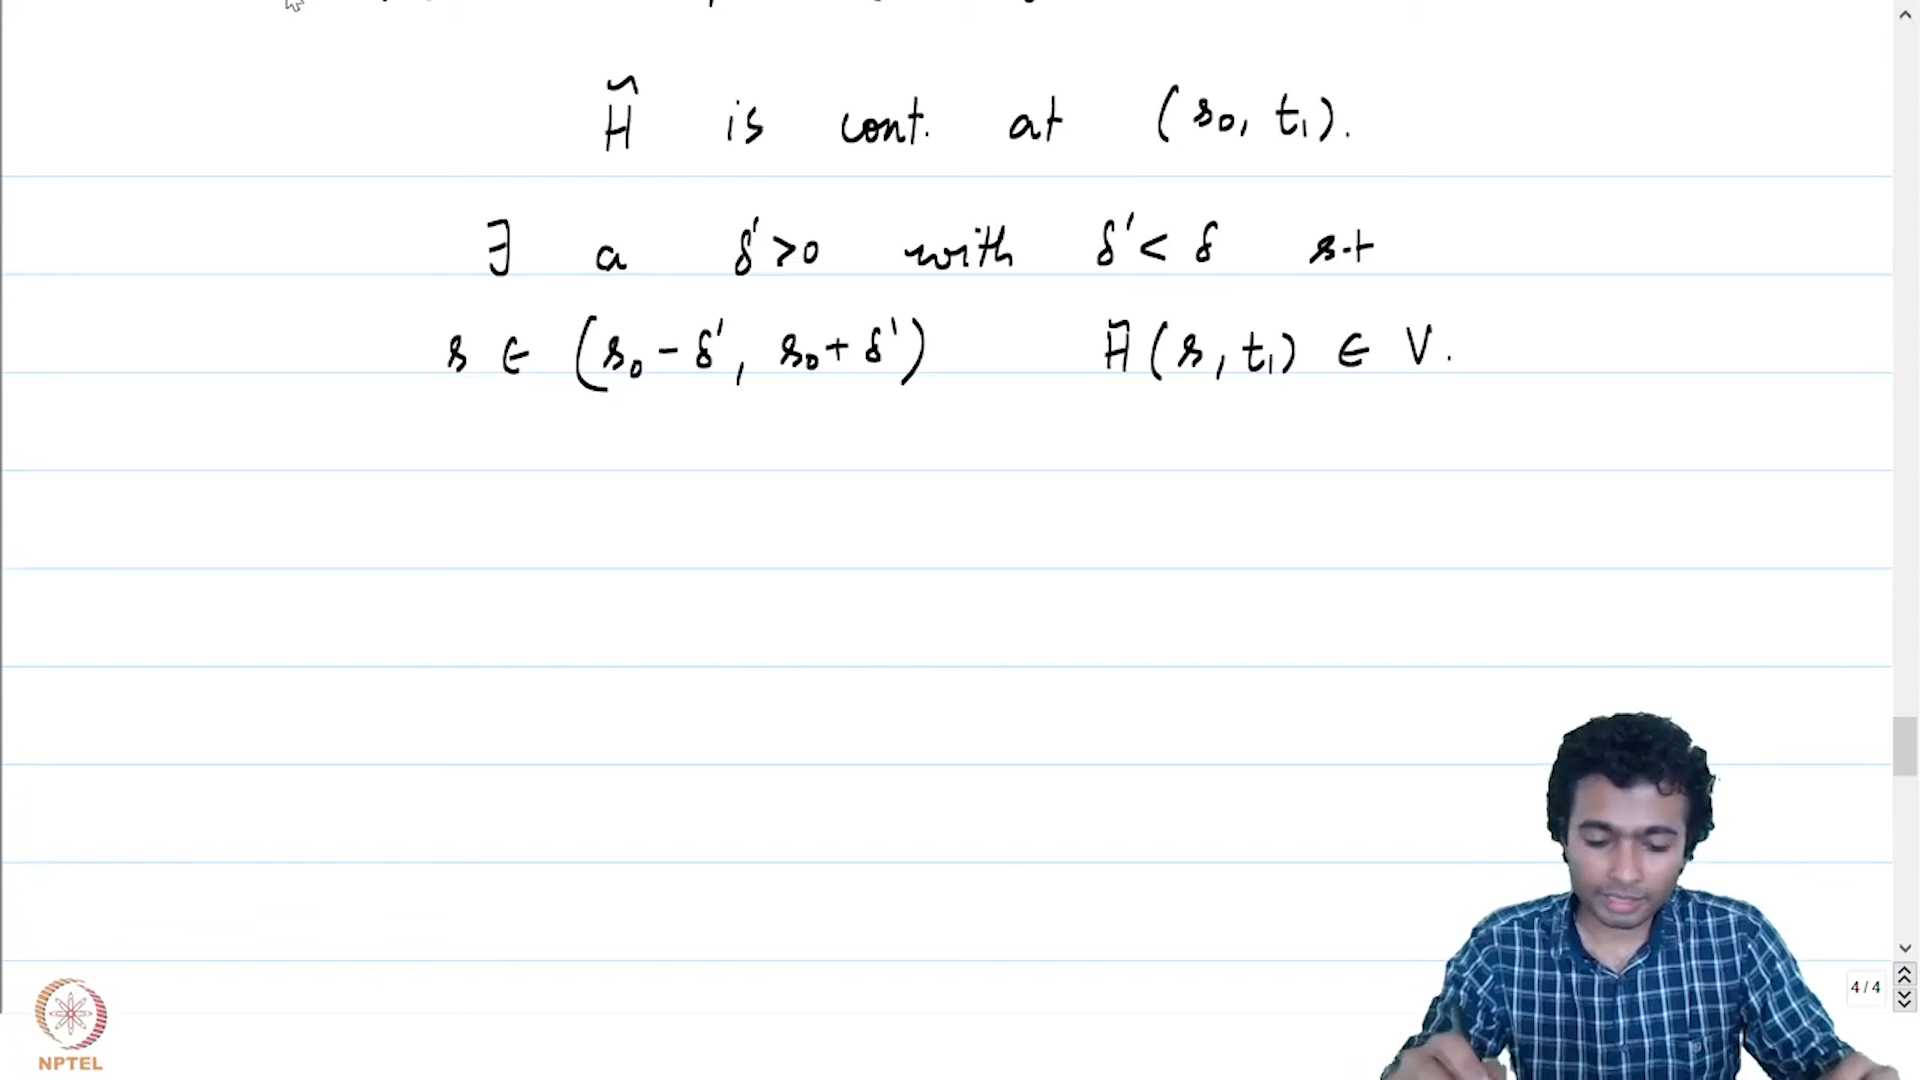 H̃ is cont. at (s₀, t₁).
∃ a δ'>0 with δ' < δ s.t
s ∈ (s₀ - δ', s₀ + δ') H̃(s, t₁) ∈ V.
4 / 4
NPTEL